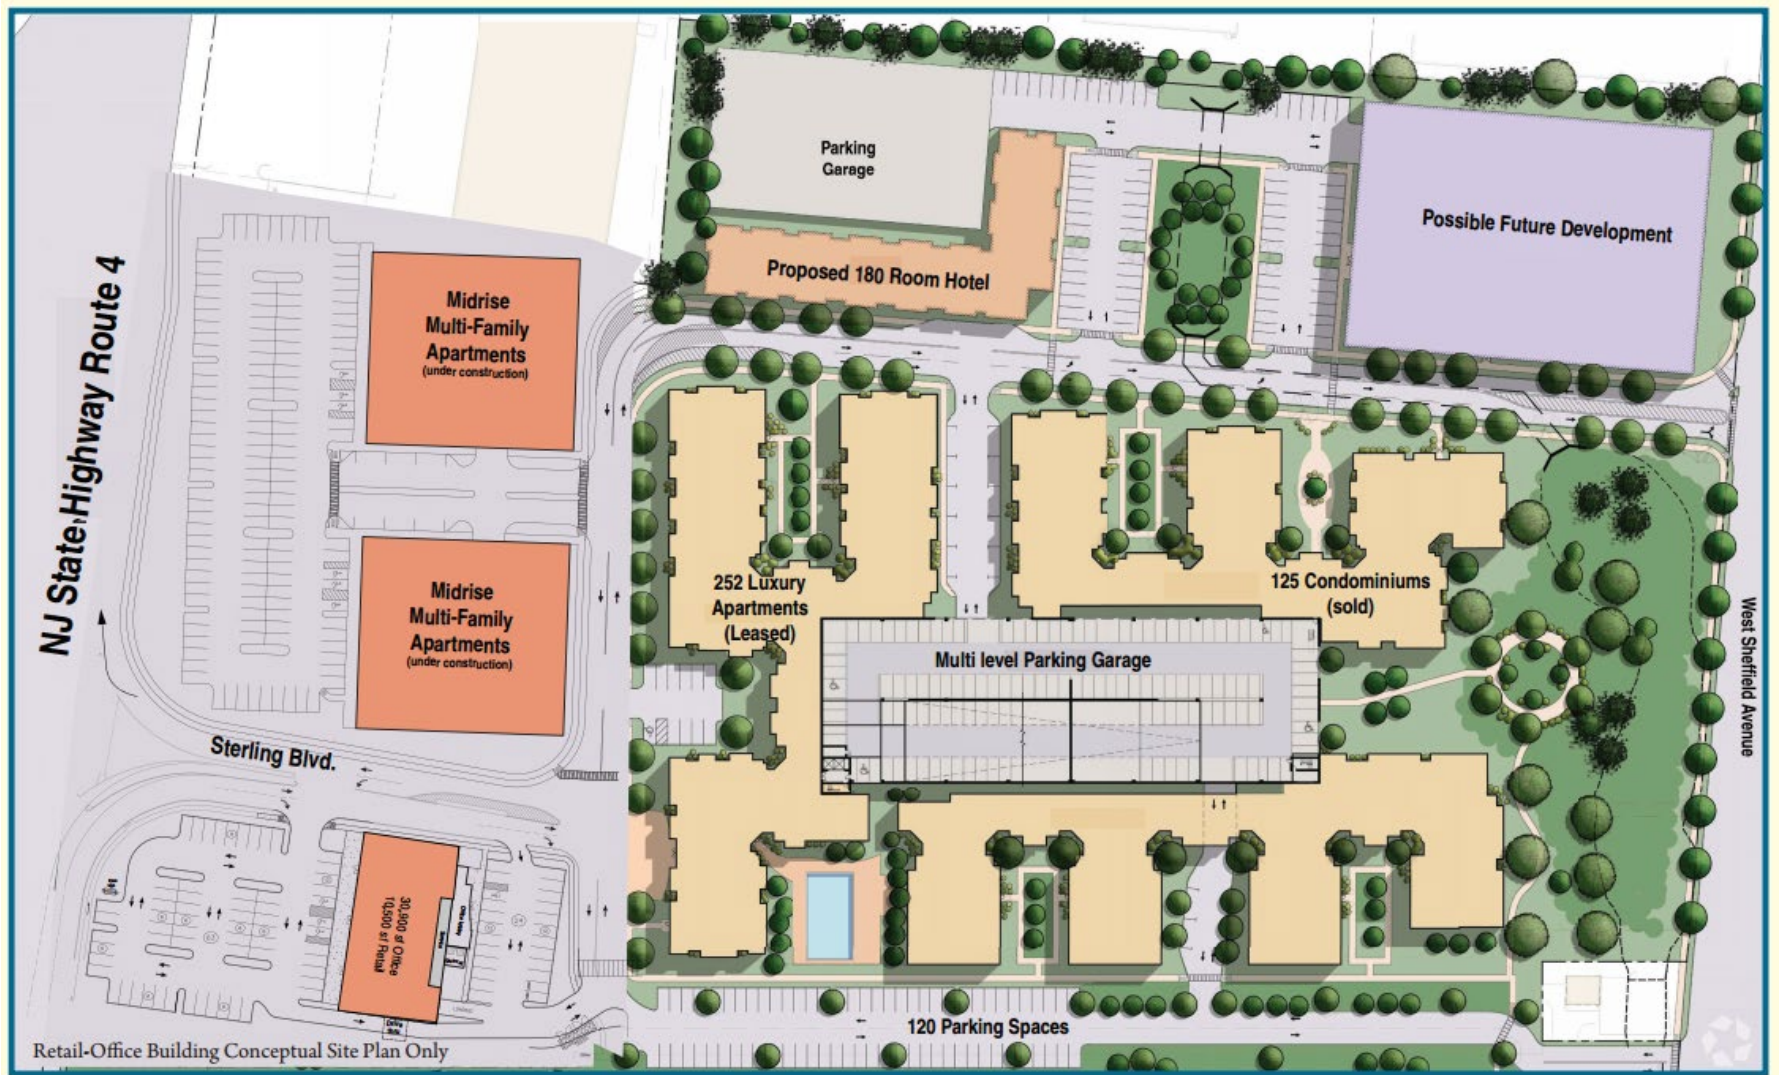 Parking
Garage
Possible Future Development
Proposed 180 Room Hotel
NJ State Highway Route 4
Midrise
Multi-Family
Apartments
(under construction)
Midrise
Multi-Family
Apartments
(under construction)
252 Luxury
Apartments
(Leased)
125 Condominiums
(sold)
Multi level Parking Garage
West Sheffield Avenue
Sterling Blvd.
30,900 sf Office
10,500 sf Retail
120 Parking Spaces
Retail-Office Building Conceptual Site Plan Only